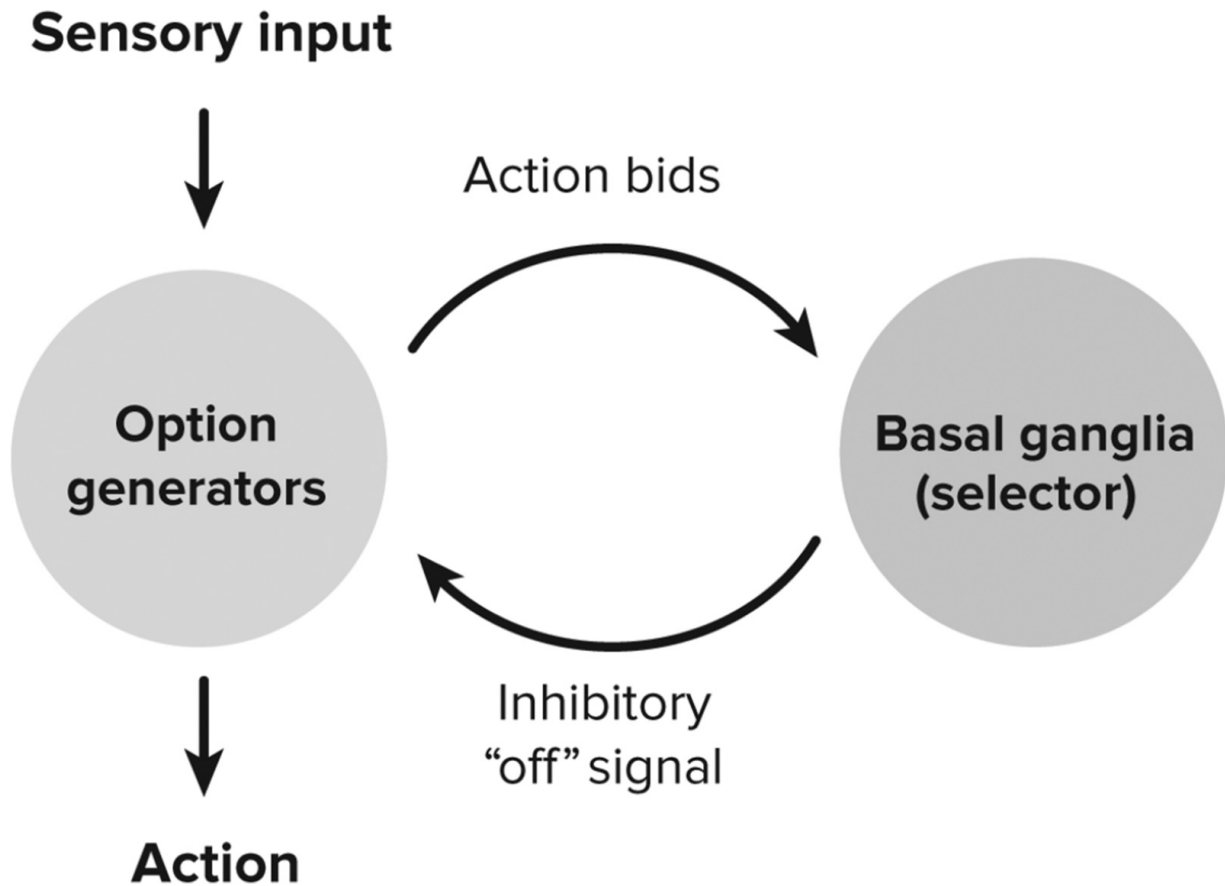 Sensory input
Action bids
Option
generators
Basal ganglia
(selector)
Inhibitory
“off” signal
Action